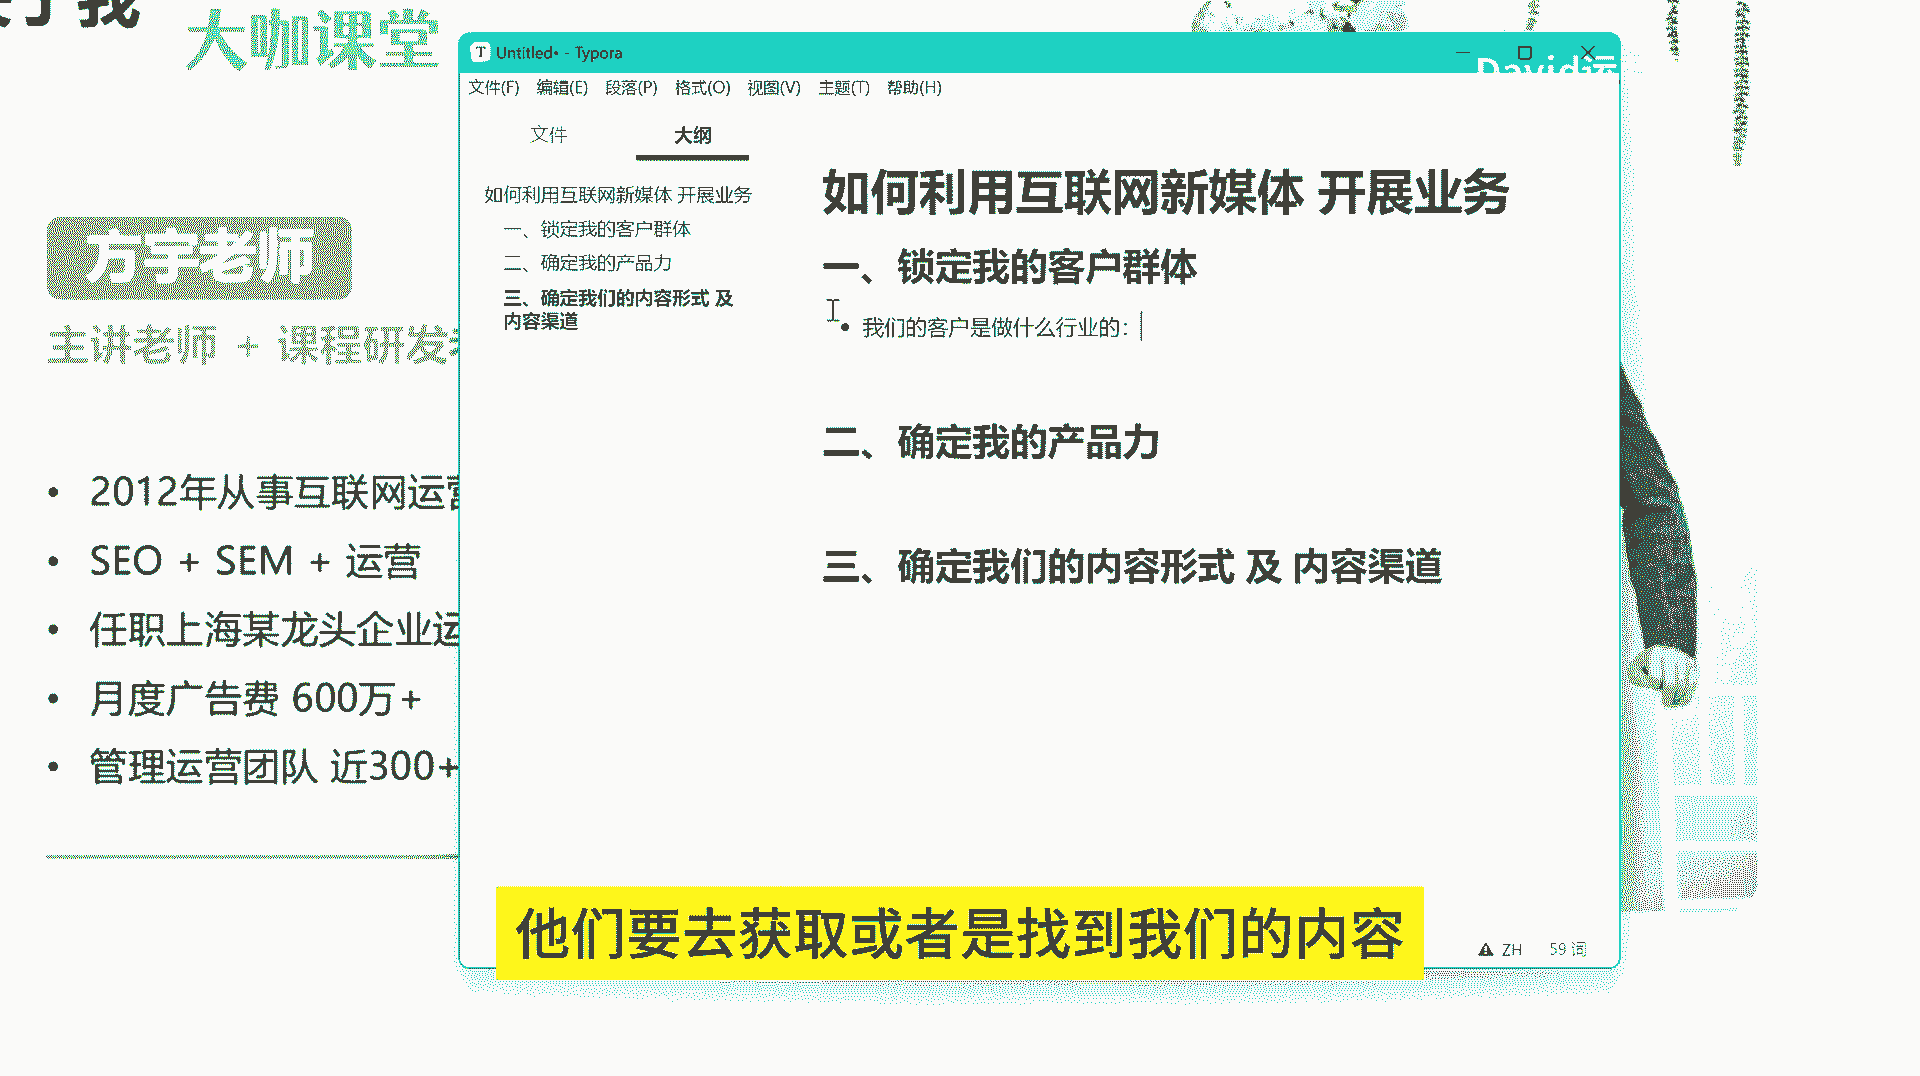 于我
大咖课堂
万宇老师
主讲老师 + 课程研发
• 2012年从事互联网运营
• SEO + SEM + 运营
• 任职上海某龙头企业运
• 月度广告费 600万+
• 管理运营团队 近300+
Untitled• - Typora
David运
文件(F) 编辑(E) 段落(P) 格式(O) 视图(V) 主题(T) 帮助(H)
文件 大纲
如何利用互联网新媒体 开展业务
一、锁定我的客户群体
二、确定我的产品力
三、确定我们的内容形式 及
内容渠道
如何利用互联网新媒体 开展业务
一、锁定我的客户群体
• 我们的客户是做什么行业的：
二、确定我的产品力
三、确定我们的内容形式 及 内容渠道
他们要去获取或者是找到我们的内容
ZH 59 词